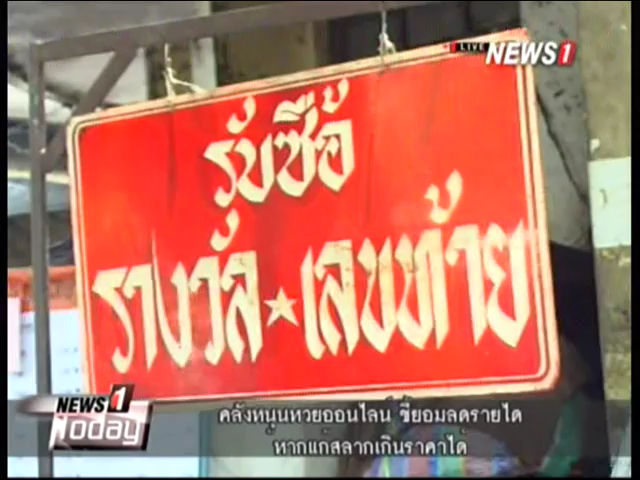 LIVE NEWS1
รับซื้อ
รางวัล★เลขท้าย
NEWS1
Today
คลังหนุนหวยออนไลน์ ชี้ยอมลดรายได้
หากแก้สลากเกินราคาได้